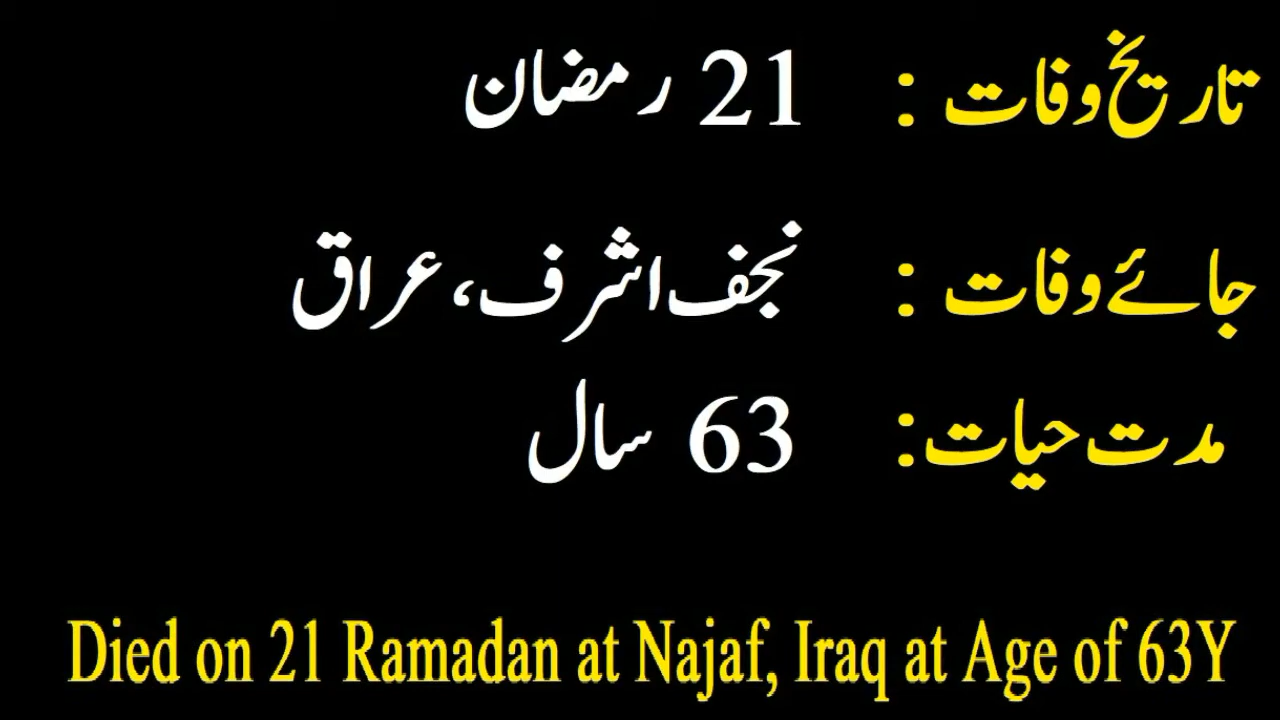 تاریخ وفات : 21 رمضان
جائے وفات : نجف اشرف، عراق
مدت حیات: 63 سال
Died on 21 Ramadan at Najaf, Iraq at Age of 63Y